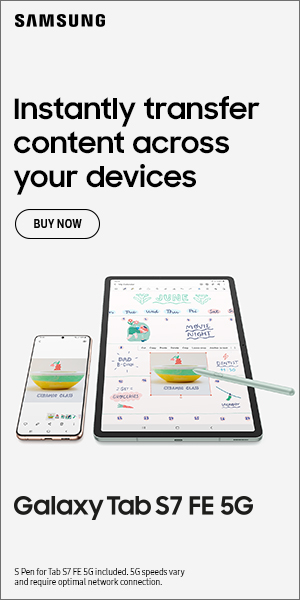 SAMSUNG
Instantly transfer
content across
your devices
BUY NOW
JUNE
MOVIE
NIGHT
CERAMIC CLASS
CERAMIC CLASS
DENTIST
Galaxy Tab S7 FE 5G
S Pen for Tab S7 FE 5G included. 5G speeds vary
and require optimal network connection.